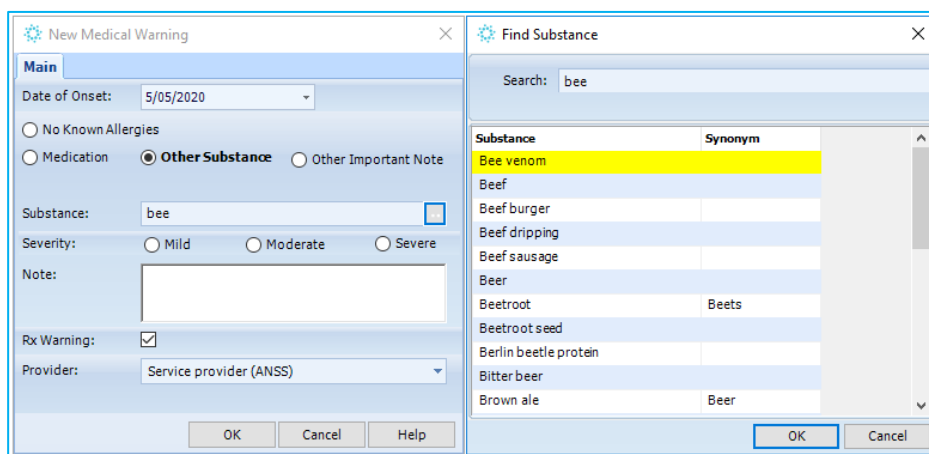 New Medical Warning
Main
Date of Onset: 5/05/2020
No Known Allergies
Medication Other Substance Other Important Note
Substance: bee ..
Severity: Mild Moderate Severe
Note:
Rx Warning:
Provider: Service provider (ANSS)
OK Cancel Help
Find Substance
Search: bee
Substance Synonym
Bee venom
Beef
Beef burger
Beef dripping
Beef sausage
Beer
Beetroot Beets
Beetroot seed
Berlin beetle protein
Bitter beer
Brown ale Beer
OK Cancel